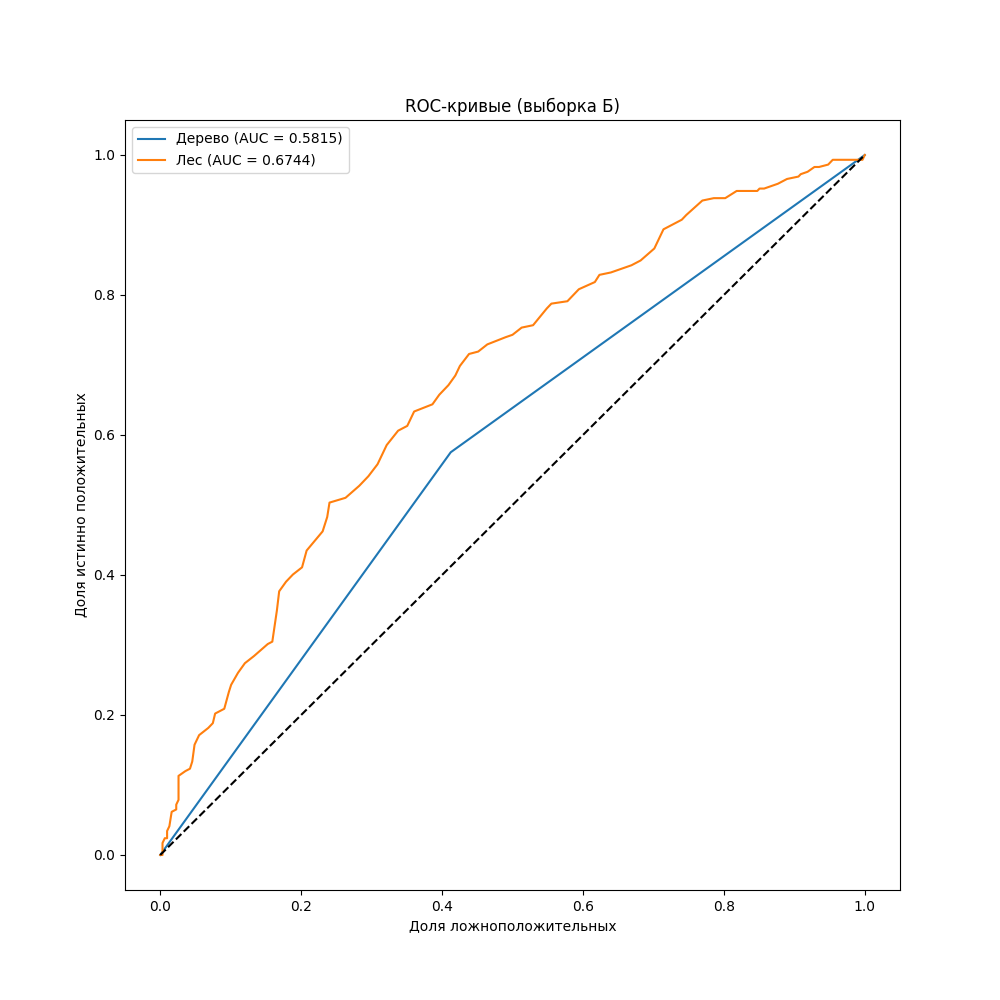 ROC-кривые (выборка Б)
Дерево (AUC = 0.5815)
Лес (AUC = 0.6744)
1.0
0.8
0.6
0.4
0.2
0.0
Доля истинно положительных
0.0 0.2 0.4 0.6 0.8 1.0
Доля ложноположительных